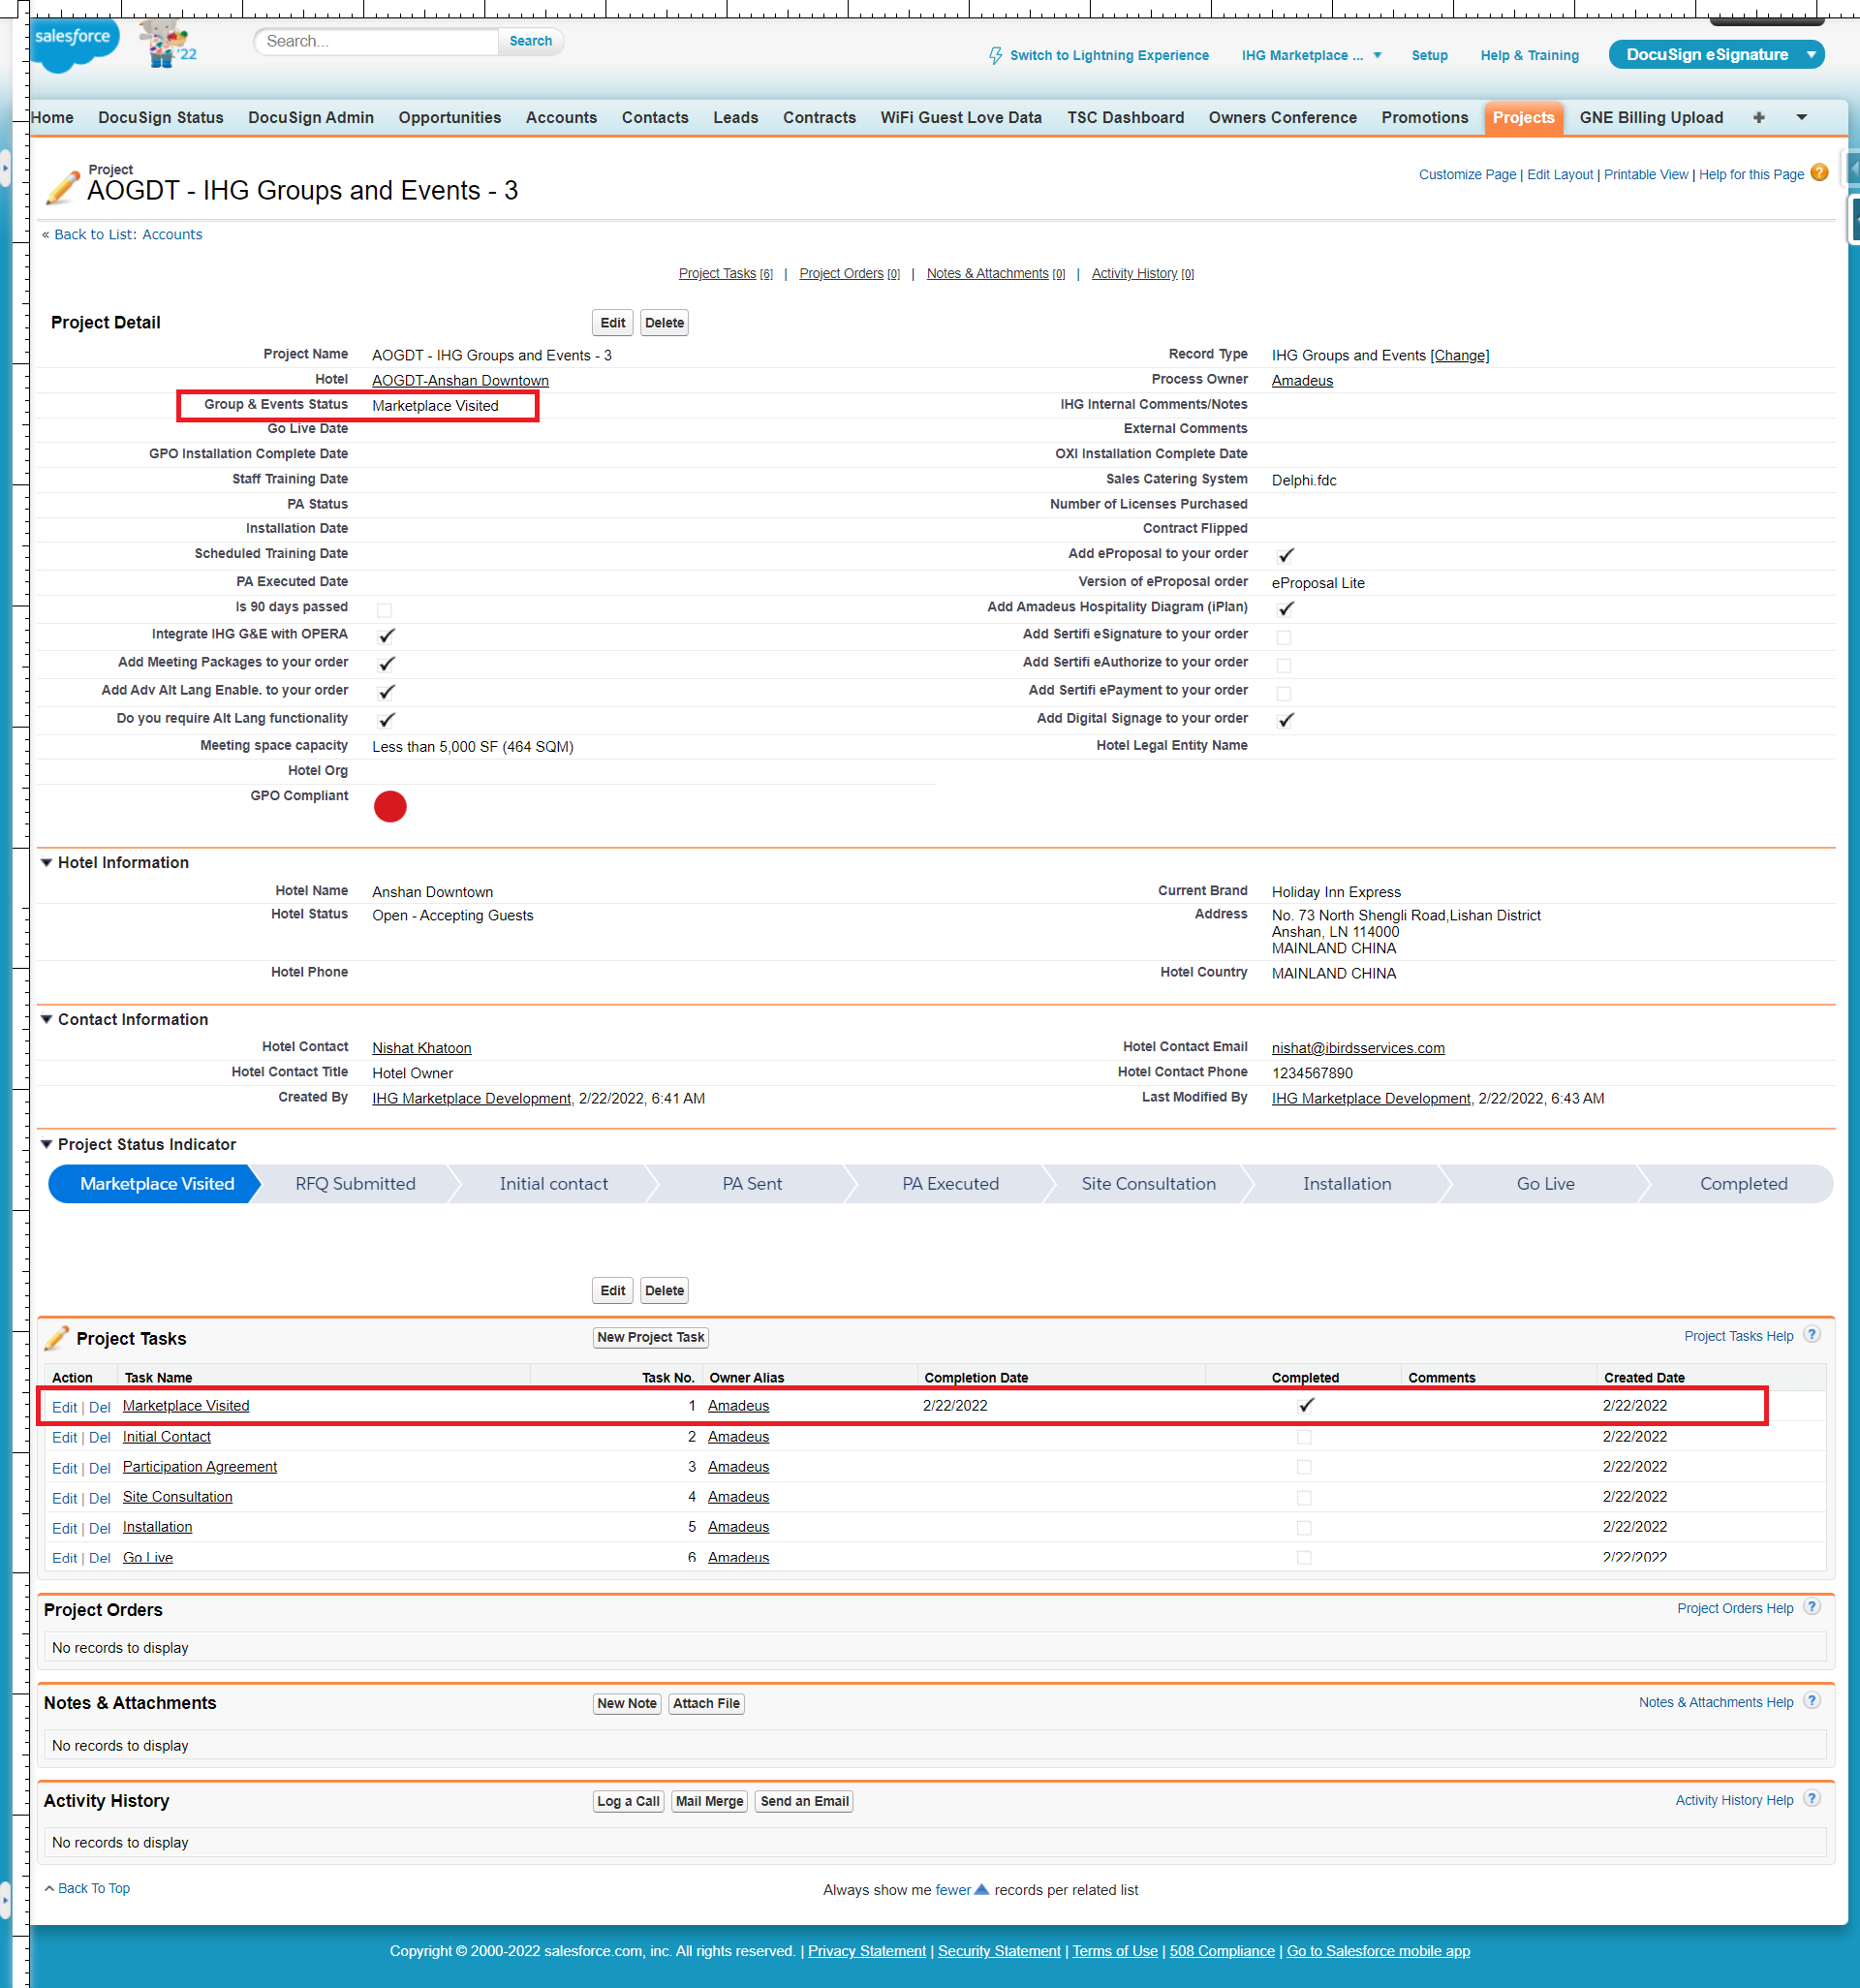 salesforce
'22
Search...
Search
Switch to Lightning Experience
IHG Marketplace ...
Setup
Help & Training
DocuSign eSignature
Home DocuSign Status DocuSign Admin Opportunities Accounts Contacts Leads Contracts WiFi Guest Love Data TSC Dashboard Owners Conference Promotions Projects GNE Billing Upload +
Project
AOGDT - IHG Groups and Events - 3
Customize Page | Edit Layout | Printable View | Help for this Page ?
« Back to List: Accounts
Project Tasks [6] | Project Orders [0] | Notes & Attachments [0] | Activity History [0]
Project Detail Edit Delete
Project Name AOGDT - IHG Groups and Events - 3 Record Type IHG Groups and Events [Change]
Hotel AOGDT-Anshan Downtown Process Owner Amadeus
Group & Events Status Marketplace Visited IHG Internal Comments/Notes
Go Live Date External Comments
GPO Installation Complete Date OXI Installation Complete Date
Staff Training Date Sales Catering System Delphi.fdc
PA Status Number of Licenses Purchased
Installation Date Contract Flipped
Scheduled Training Date Add eProposal to your order
PA Executed Date Version of eProposal order eProposal Lite
Is 90 days passed Add Amadeus Hospitality Diagram (iPlan)
Integrate IHG G&E with OPERA Add Sertifi eSignature to your order
Add Meeting Packages to your order Add Sertifi eAuthorize to your order
Add Adv Alt Lang Enable. to your order Add Sertifi ePayment to your order
Do you require Alt Lang functionality Add Digital Signage to your order
Meeting space capacity Less than 5,000 SF (464 SQM) Hotel Legal Entity Name
Hotel Org
GPO Compliant
Hotel Information
Hotel Name Anshan Downtown Current Brand Holiday Inn Express
Hotel Status Open - Accepting Guests Address No. 73 North Shengli Road,Lishan District
Anshan, LN 114000
MAINLAND CHINA
Hotel Phone Hotel Country MAINLAND CHINA
Contact Information
Hotel Contact Nishat Khatoon Hotel Contact Email nishat@ibirdsservices.com
Hotel Contact Title Hotel Owner Hotel Contact Phone 1234567890
Created By IHG Marketplace Development, 2/22/2022, 6:41 AM Last Modified By IHG Marketplace Development, 2/22/2022, 6:43 AM
Project Status Indicator
Marketplace Visited RFQ Submitted Initial contact PA Sent PA Executed Site Consultation Installation Go Live Completed
Edit Delete
Project Tasks New Project Task Project Tasks Help ?
Action Task Name Task No. Owner Alias Completion Date Completed Comments Created Date
Edit | Del Marketplace Visited 1 Amadeus 2/22/2022 2/22/2022
Edit | Del Initial Contact 2 Amadeus 2/22/2022
Edit | Del Participation Agreement 3 Amadeus 2/22/2022
Edit | Del Site Consultation 4 Amadeus 2/22/2022
Edit | Del Installation 5 Amadeus 2/22/2022
Edit | Del Go Live 6 Amadeus 2/22/2022
Project Orders Project Orders Help ?
No records to display
Notes & Attachments New Note Attach File Notes & Attachments Help ?
No records to display
Activity History Log a Call Mail Merge Send an Email Activity History Help ?
No records to display
Back To Top Always show me fewer records per related list
Copyright © 2000-2022 salesforce.com, inc. All rights reserved. | Privacy Statement | Security Statement | Terms of Use | 508 Compliance | Go to Salesforce mobile app